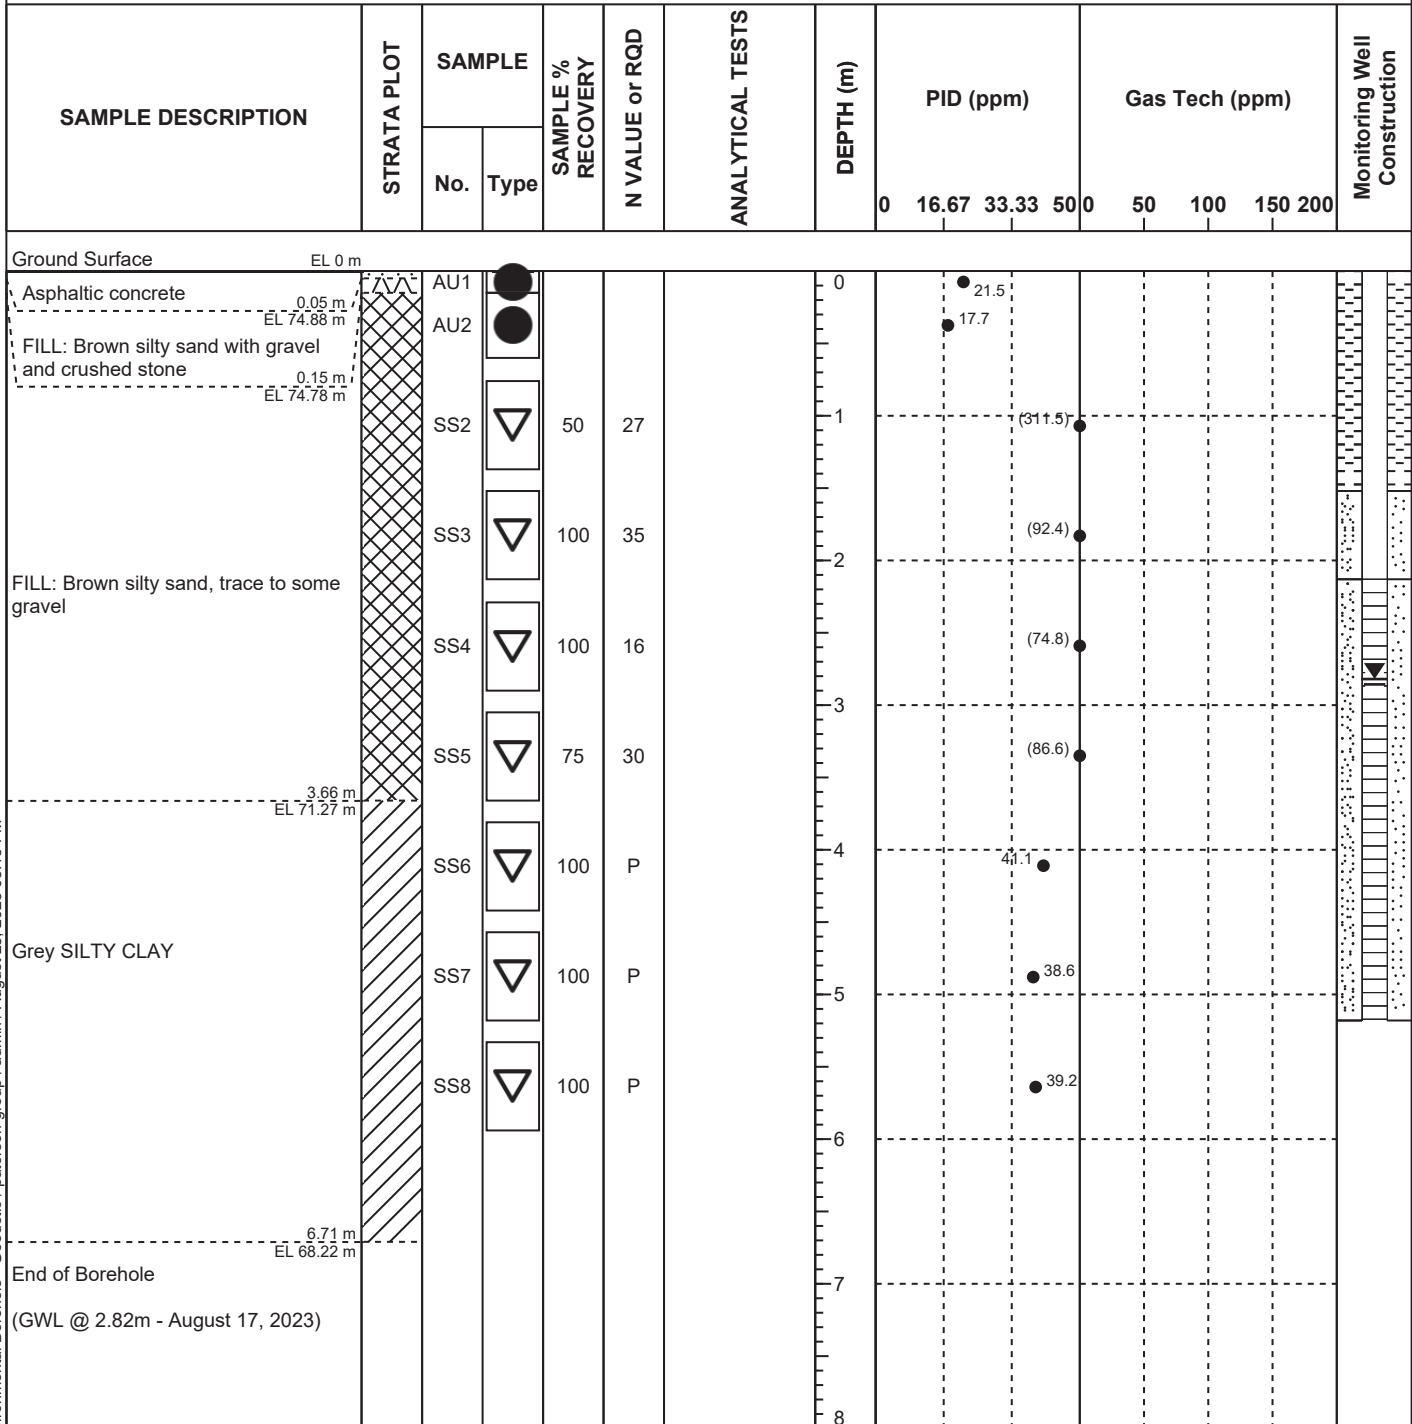 SAMPLE DESCRIPTION
STRATA PLOT
SAMPLE
No.
Type
SAMPLE %
RECOVERY
N VALUE or RQD
ANALYTICAL TESTS
DEPTH (m)
PID (ppm)
0 16.67 33.33 50
Gas Tech (ppm)
0 50 100 150 200
Monitoring Well
Construction
Ground Surface EL 0 m
Asphaltic concrete
0.05 m
EL 74.88 m
FILL: Brown silty sand with gravel
and crushed stone
0.15 m
EL 74.78 m
AU1 0 21.5
AU2 17.7
1
SS2 50 27 (311.5)
SS3 100 35 (92.4)
2
FILL: Brown silty sand, trace to some
gravel
SS4 100 16 (74.8)
3
SS5 75 30 (86.6)
3.66 m
EL 71.27 m
4
SS6 100 P 41.1
Grey SILTY CLAY
SS7 100 P 38.6
5
SS8 100 P 39.2
6
6.71 m
EL 68.22 m
End of Borehole
7
(GWL @ 2.82m - August 17, 2023)
8